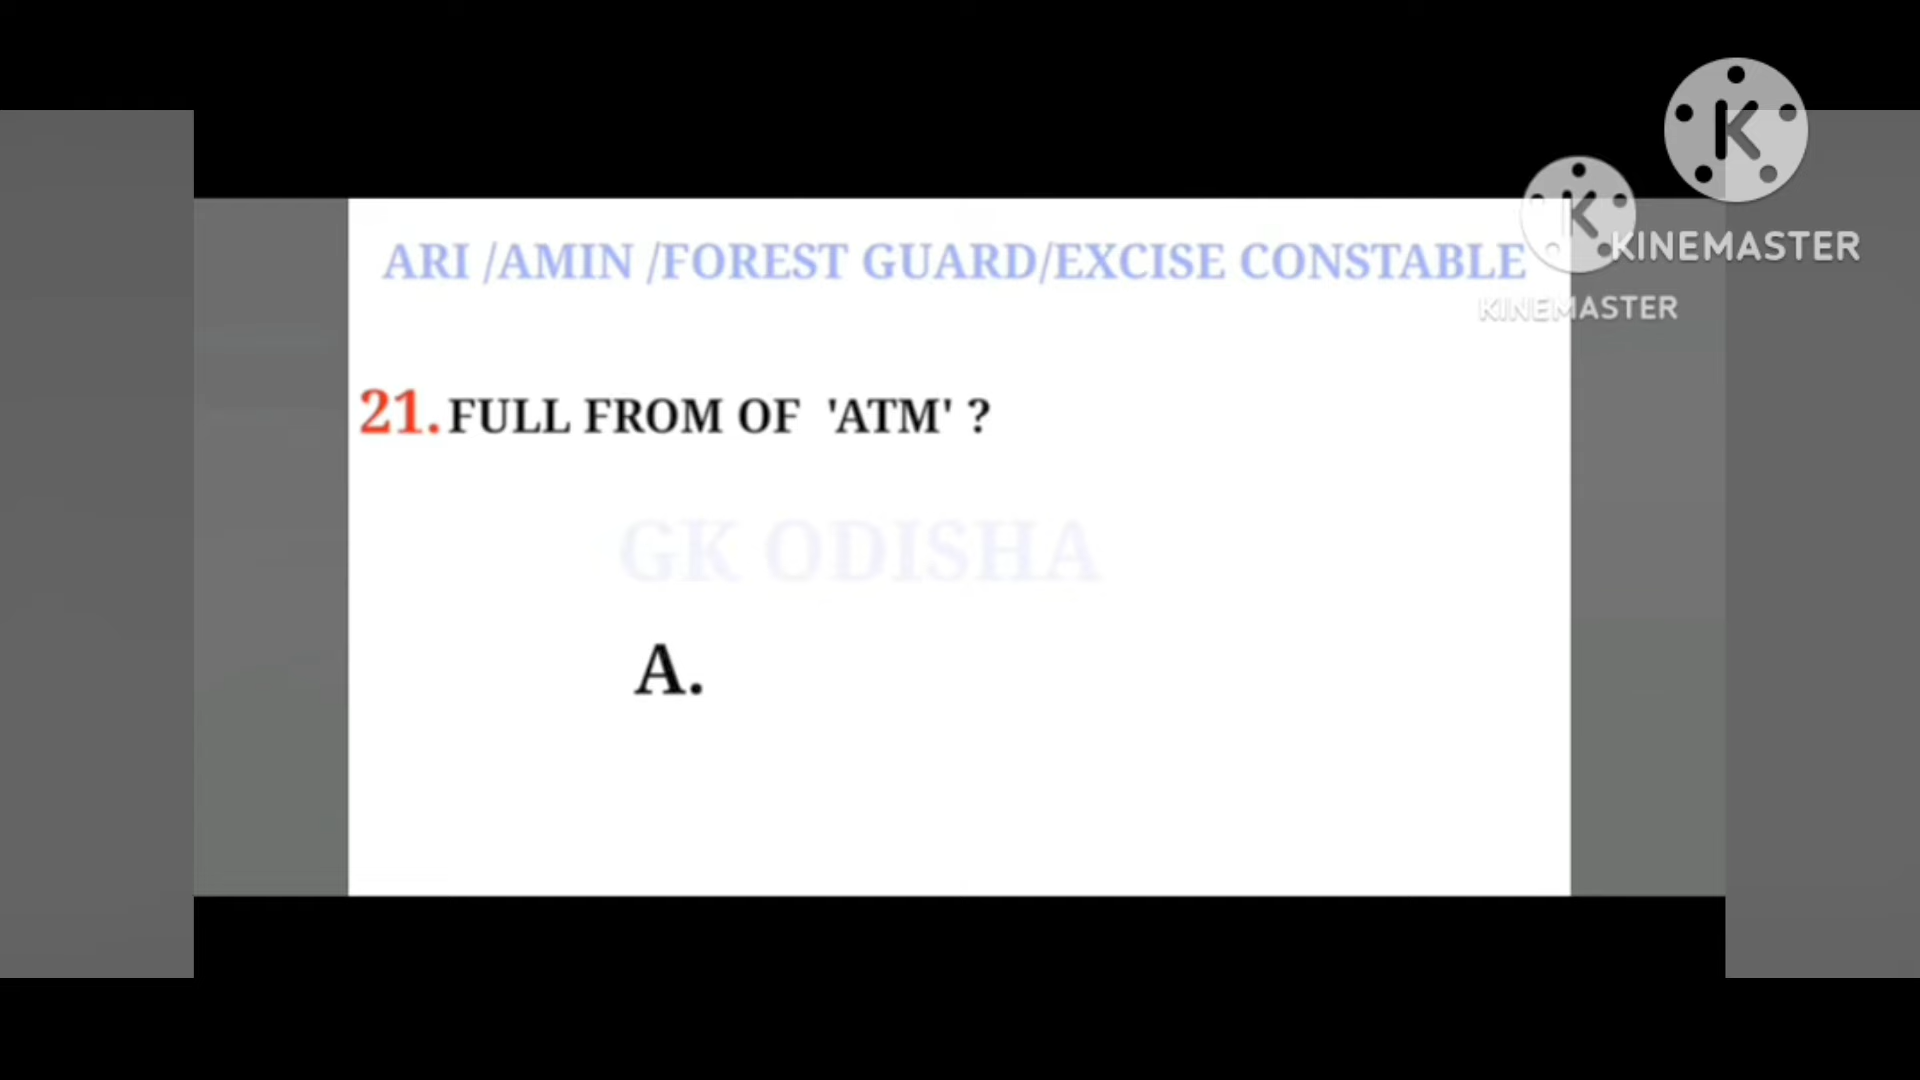 ARI /AMIN /FOREST GUARD/EXCISE CONSTABLE
KINEMASTER
KINEMASTER
21. FULL FROM OF 'ATM' ?
GK ODISHA
A.